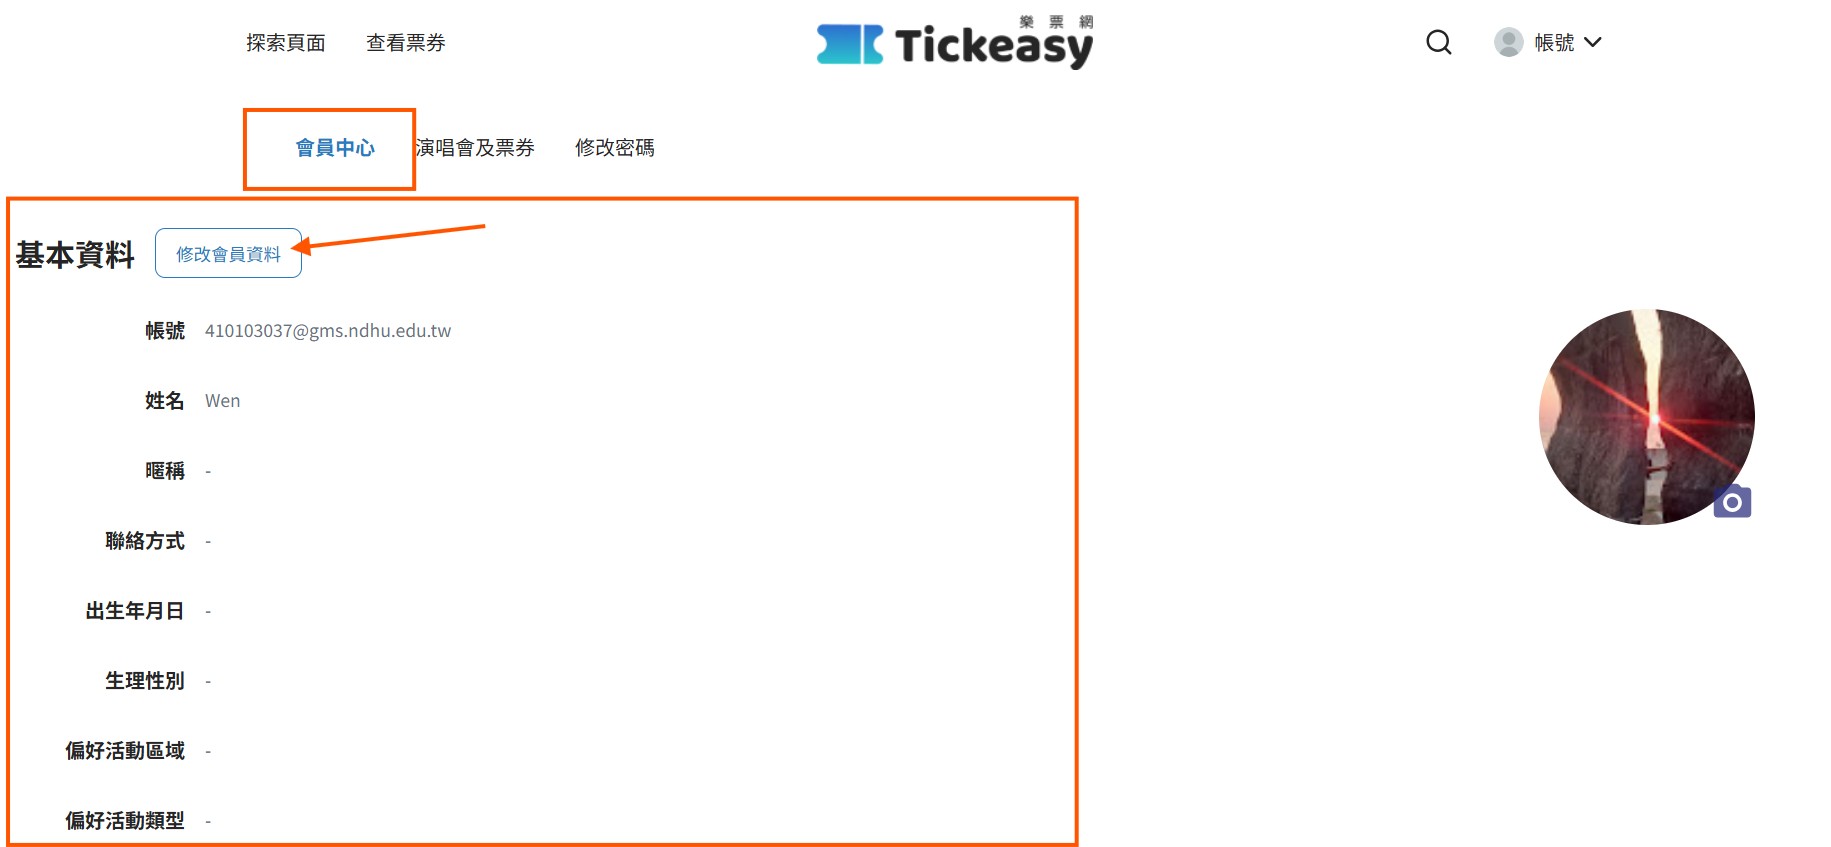 探索頁面 查看票券 樂票網 Tickeasy 帳號
會員中心 演唱會及票券 修改密碼
基本資料 修改會員資料
帳號 410103037@gms.ndhu.edu.tw
姓名 Wen
暱稱 -
聯絡方式 -
出生年月日 -
生理性別 -
偏好活動區域 -
偏好活動類型 -